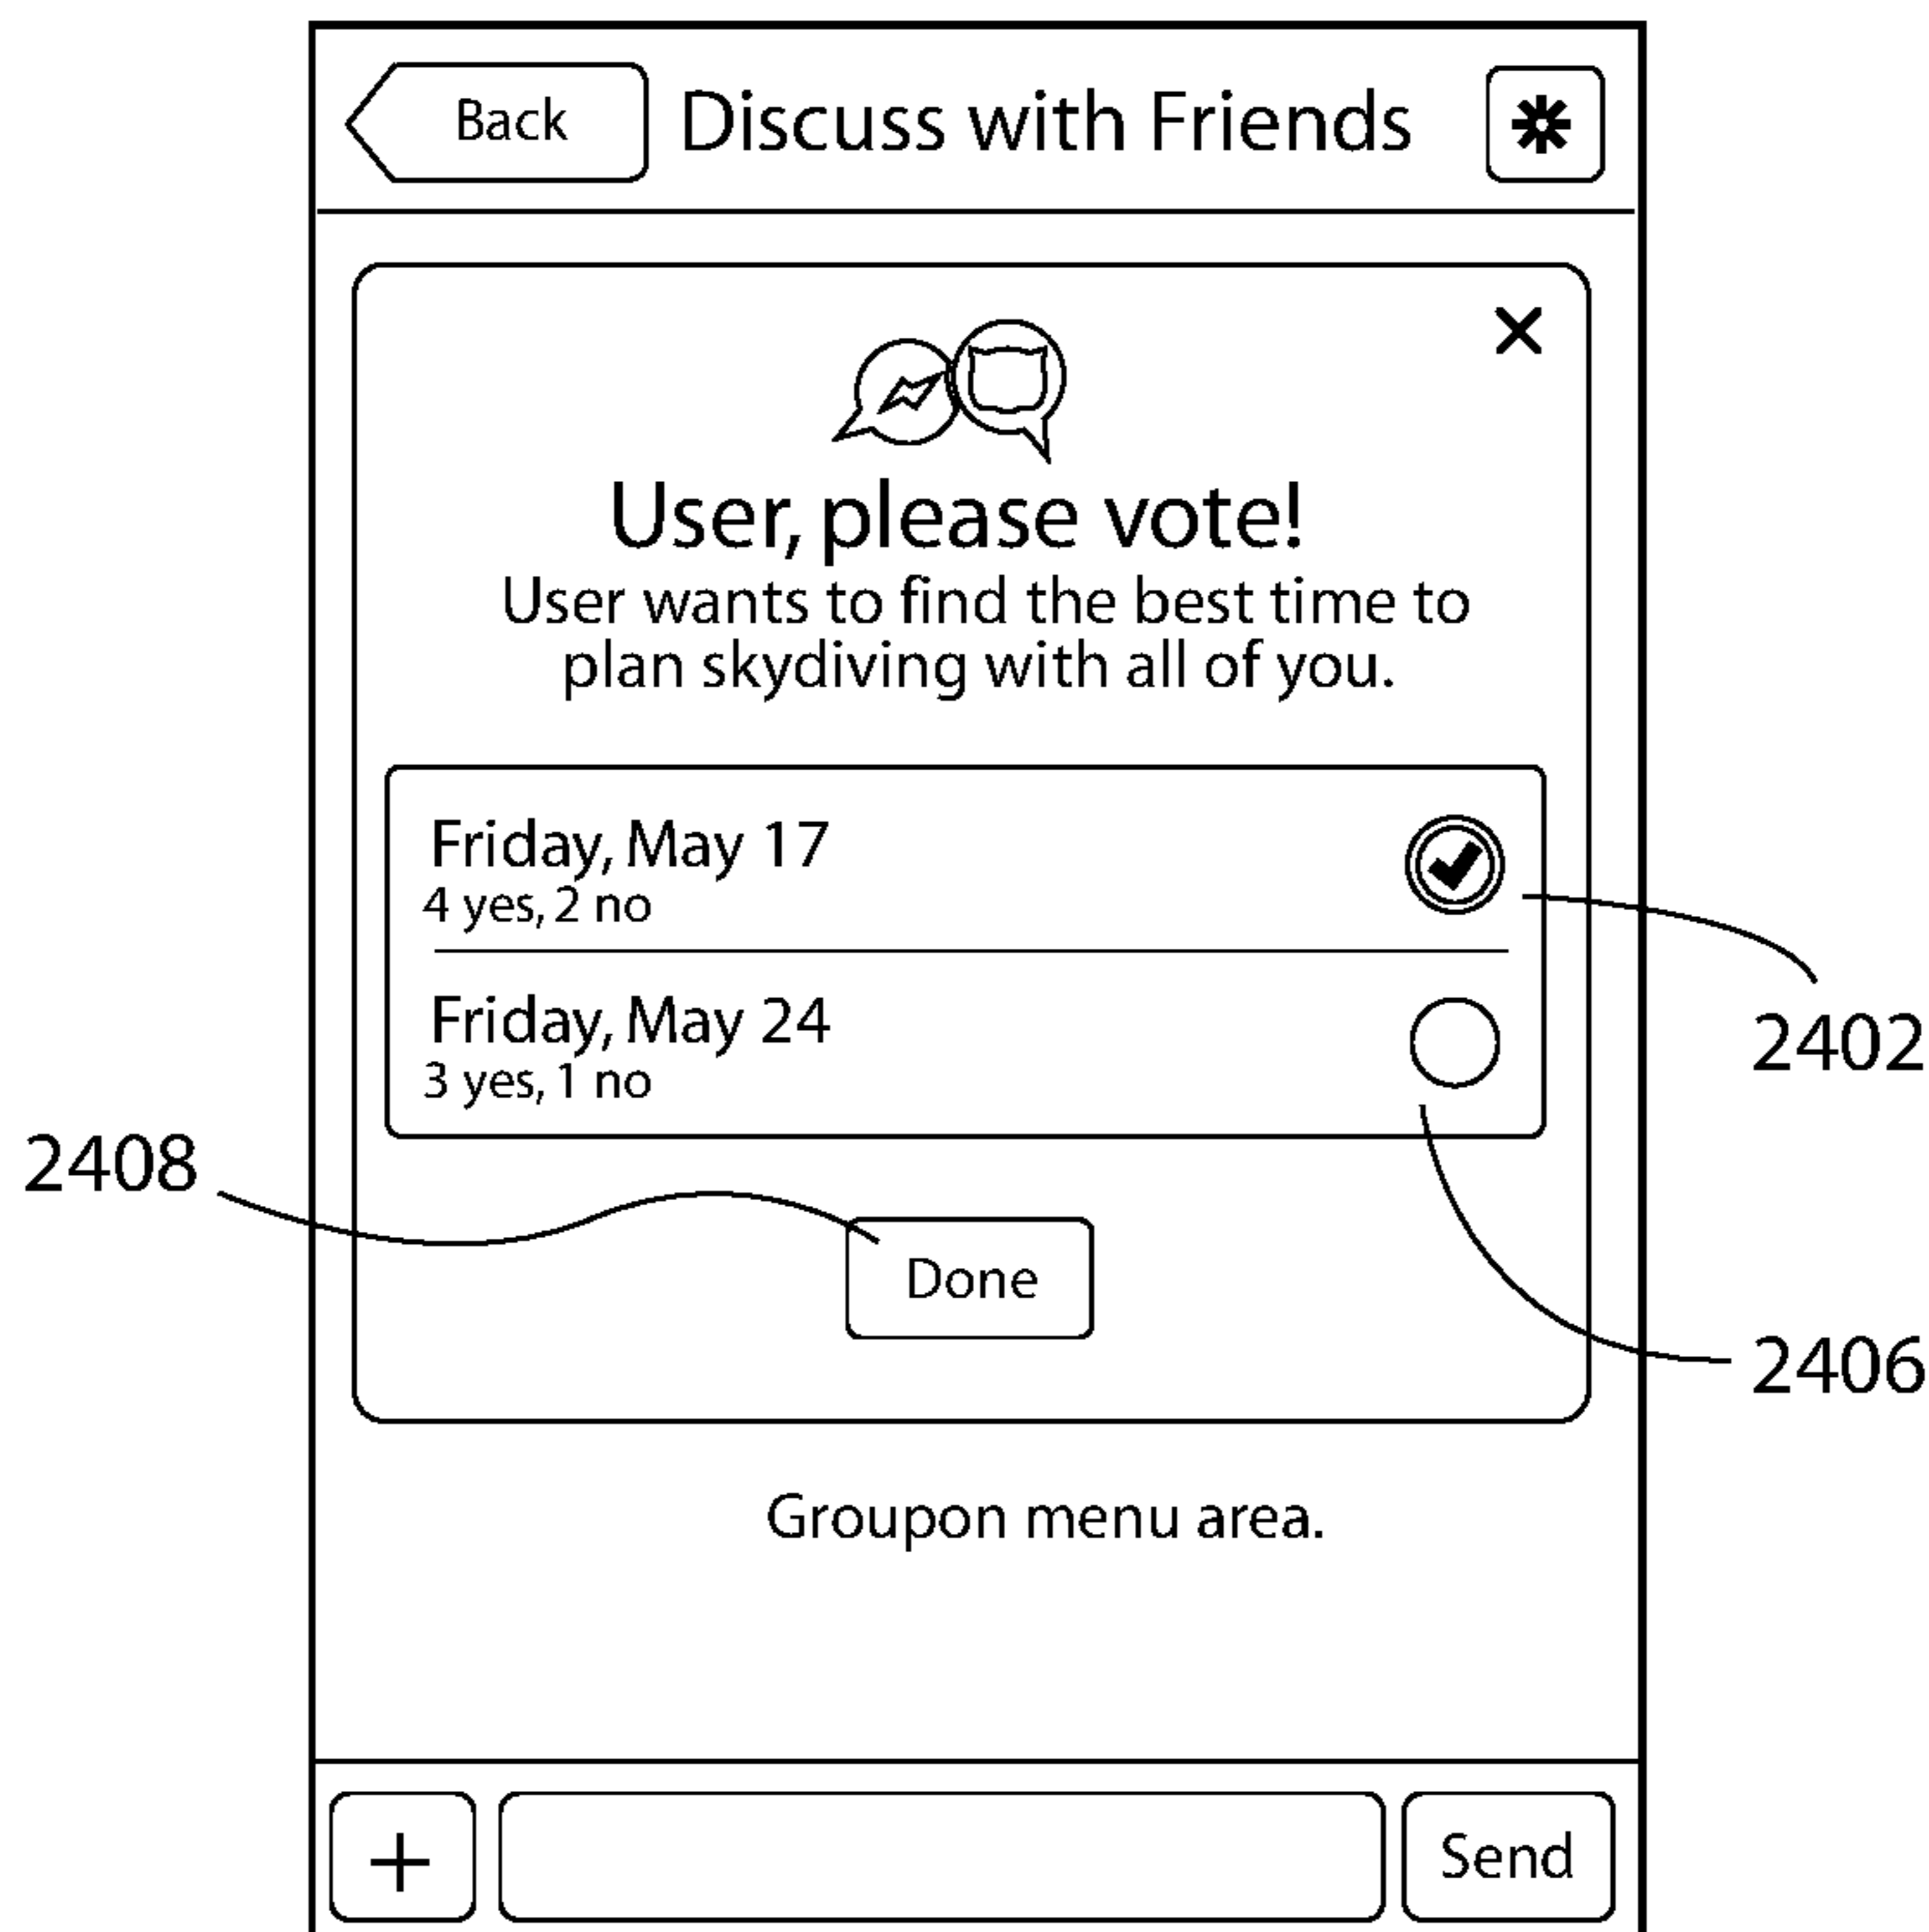 Back
Discuss with Friends
User, please vote!
User wants to find the best time to
plan skydiving with all of you.
Friday, May 17
4 yes, 2 no
Friday, May 24
3 yes, 1 no
2402
2408
Done
2406
Groupon menu area.
+
Send